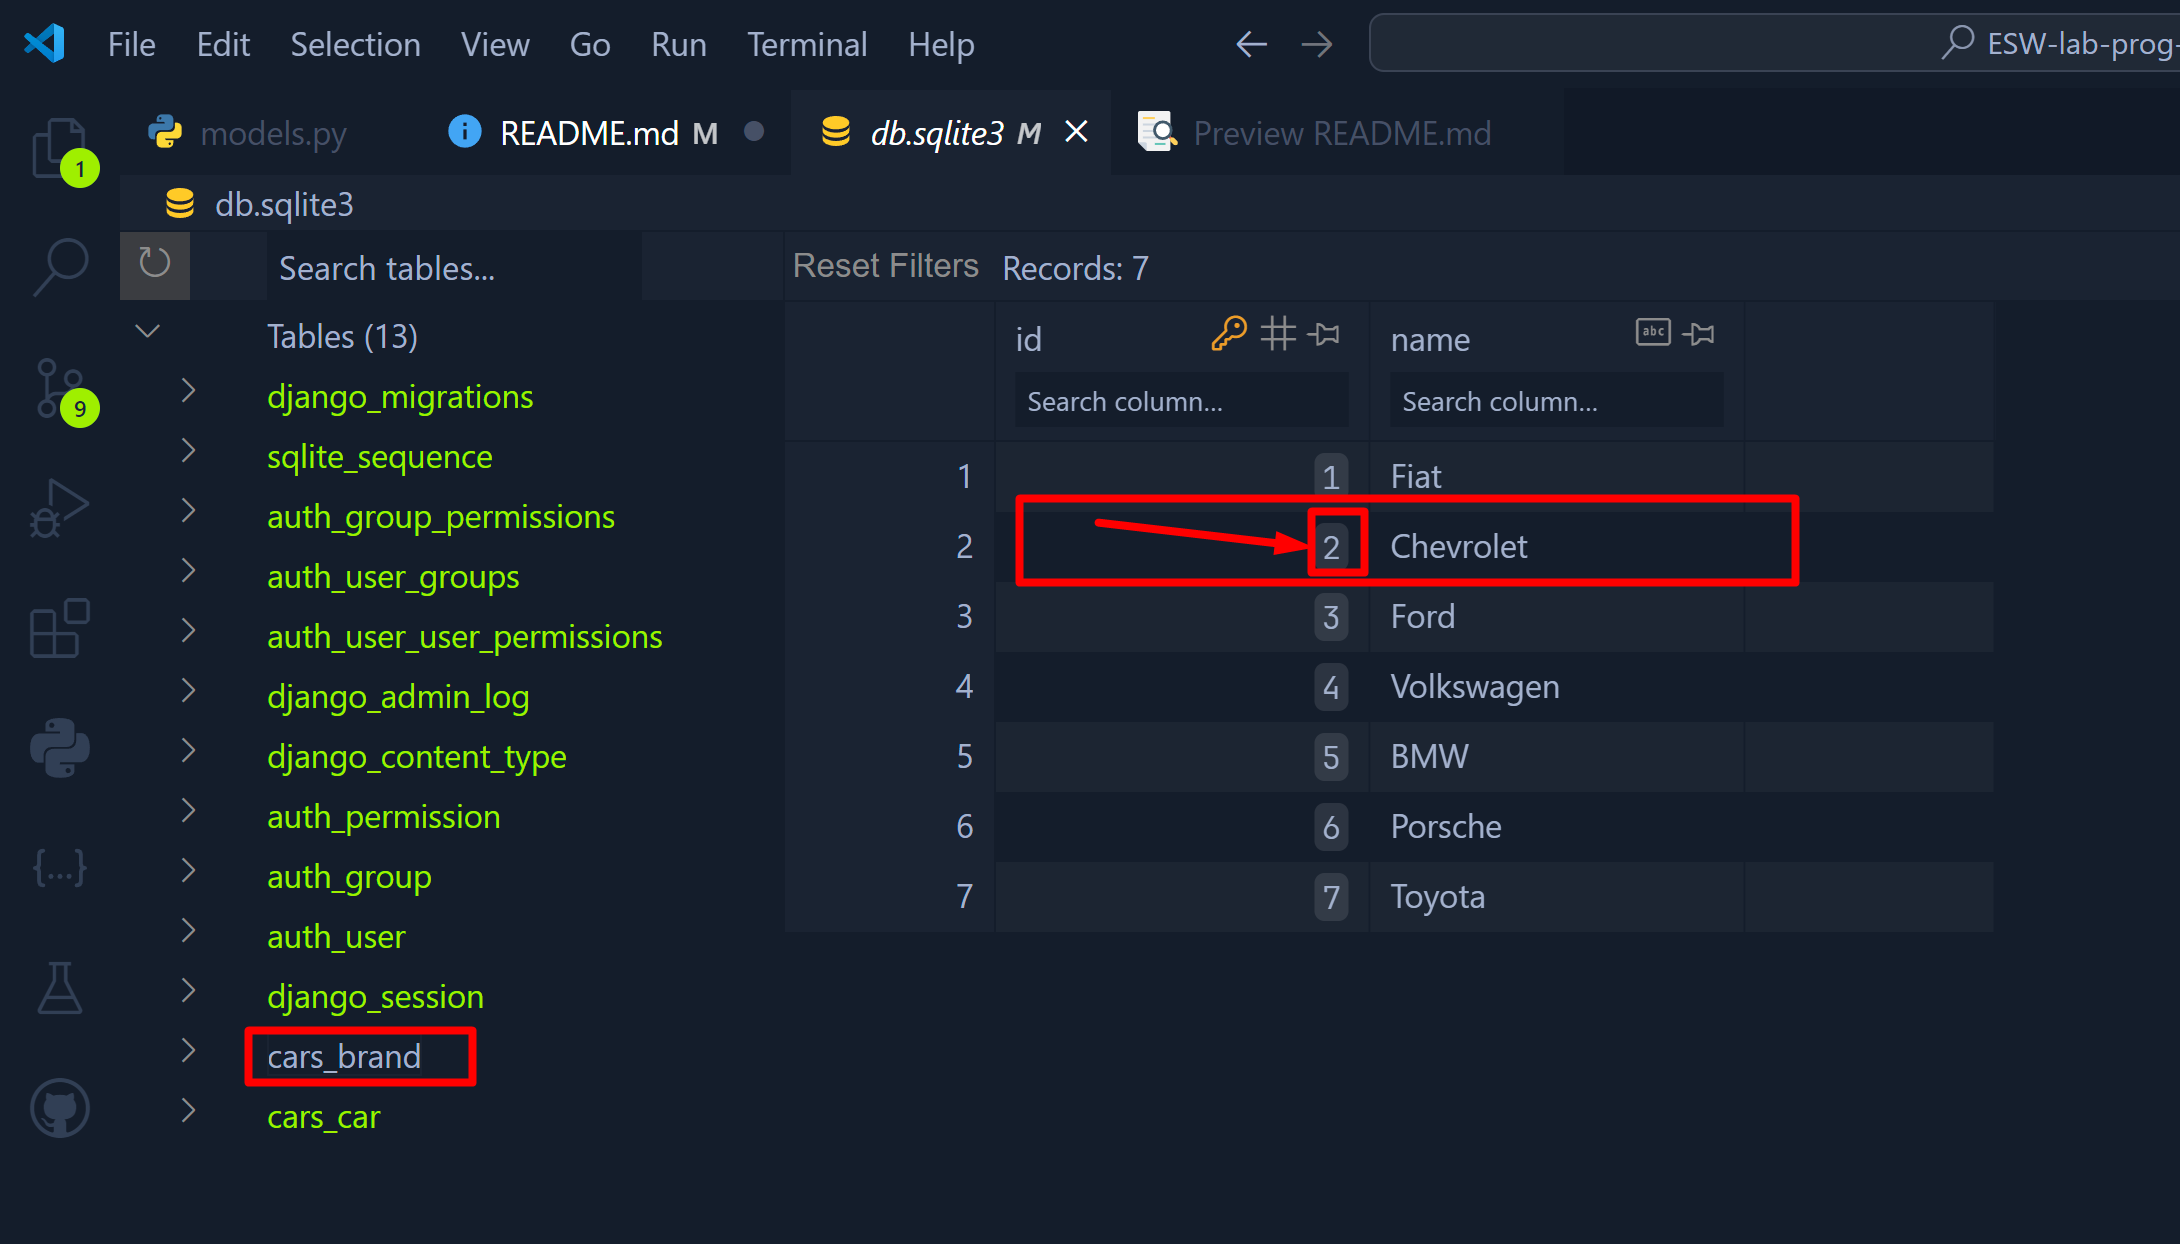 File Edit Selection View Go Run Terminal Help
ESW-lab-prog-
models.py README.md M db.sqlite3 M Preview README.md
1
db.sqlite3
Search tables...
Reset Filters Records: 7
Tables (13)
django_migrations
sqlite_sequence
auth_group_permissions
auth_user_groups
auth_user_user_permissions
django_admin_log
django_content_type
auth_permission
auth_group
auth_user
django_session
cars_brand
cars_car
9
id name
abc
Search column... Search column...
1 1 Fiat
2 2 Chevrolet
3 3 Ford
4 4 Volkswagen
5 5 BMW
6 6 Porsche
7 7 Toyota